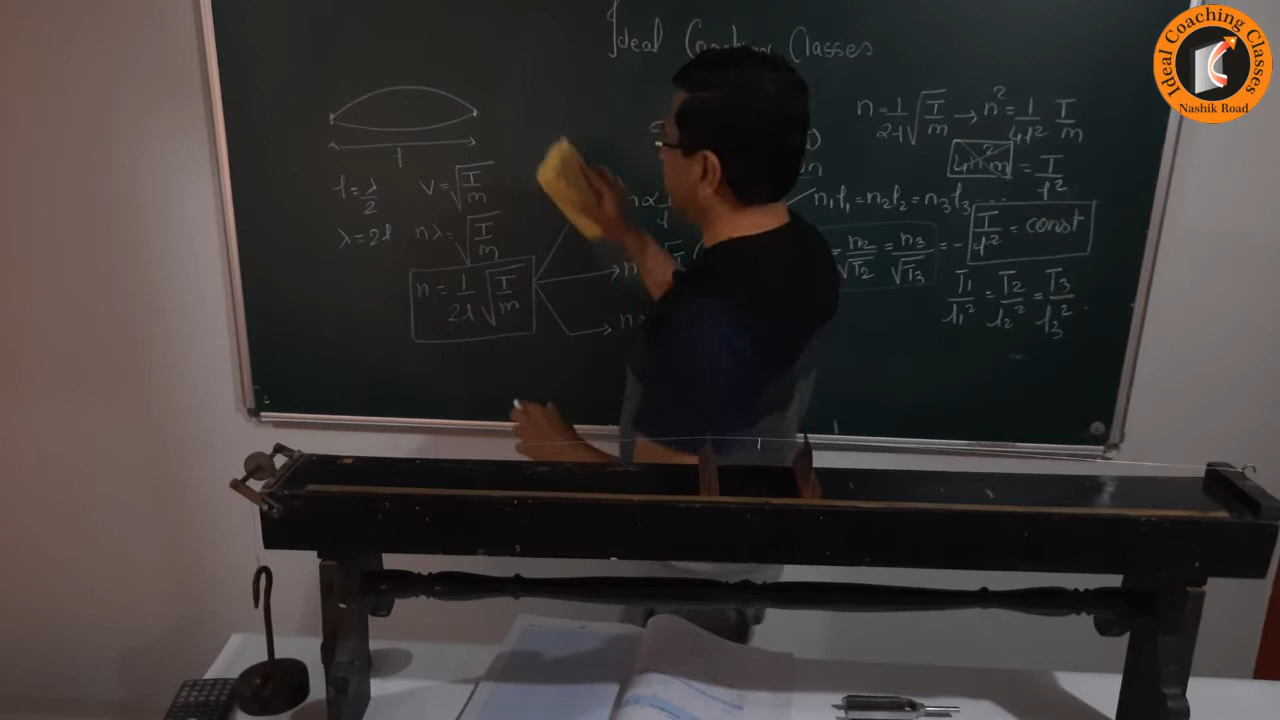 Ideal Coaching Classes
Ideal Coaching Classes
Nashik Road
l
l = λ/2
λ = 2l
v = √(T/m)
nλ = √(T/m)
n = 1/2l √(T/m)
n ∝ 1/l
n₁l₁ = n₂l₂ = n₃l₃ ...
= n₂/√T₂ = n₃/√T₃ = -
n = 1/2l √(T/m) → n² = 1/4l² T/m
4n²m = T/l²
T/l² = const
T₁/l₁² = T₂/l₂² = T₃/l₃²